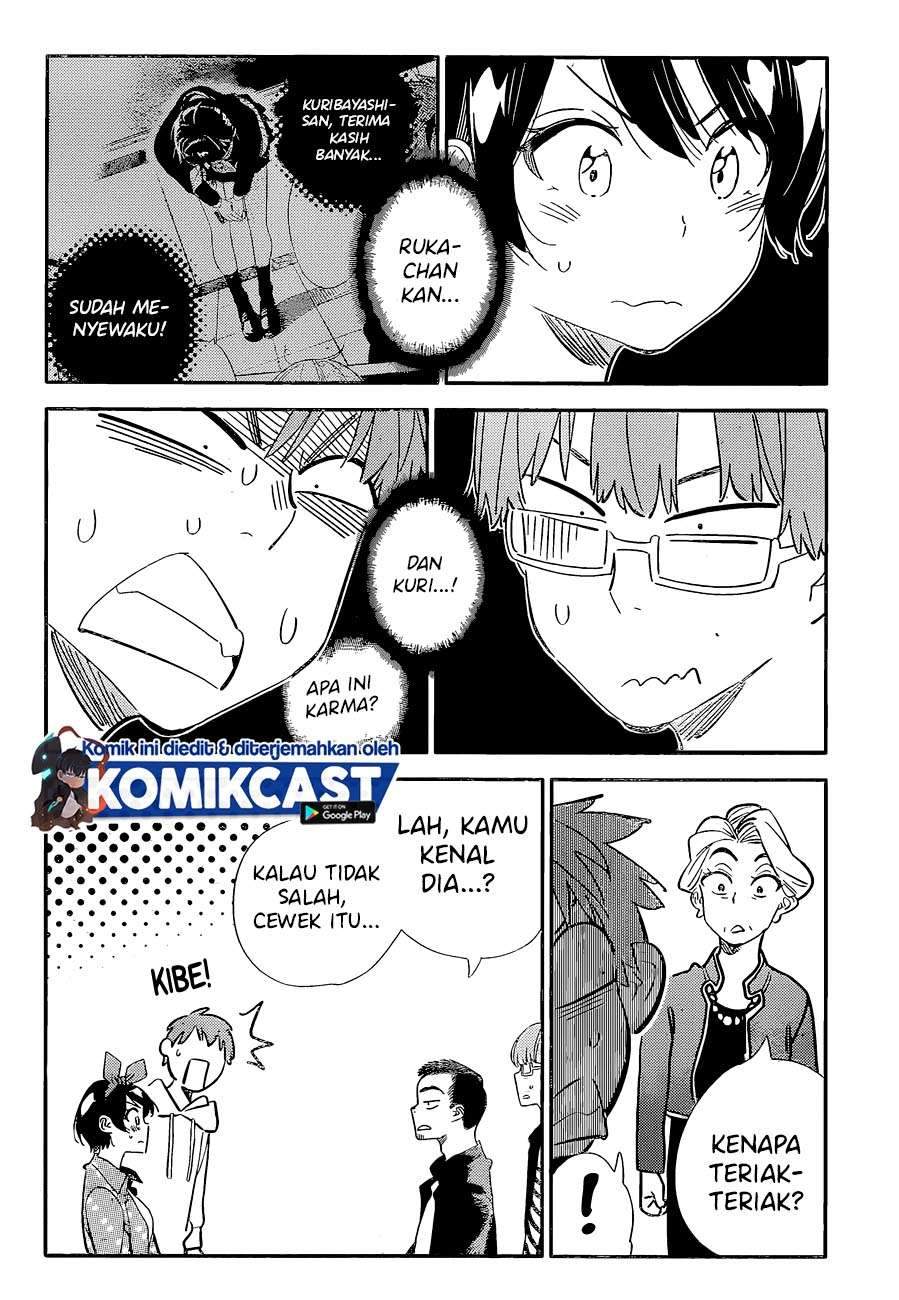 RUKA-
CHAN
KAN...
KURIBAYASHI-
SAN, TERIMA
KASIH
BANYAK...
SUDAH ME-
NYEWAKU!
DAN
KURI...!
APA INI
KARMA?
Komik ini diedit & diterjemahkan oleh
KOMIKCAST
GET IT ON
Google Play
KENAPA
TERIAK-
TERIAK?
!
LAH, KAMU
KENAL
DIA...?
KALAU TIDAK
SALAH,
CEWEK ITU...
KIBE!